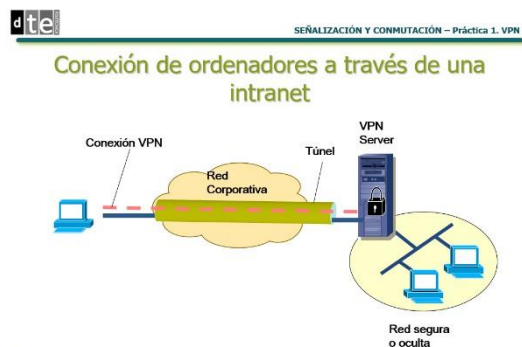 dte
SEÑALIZACIÓN Y CONMUTACIÓN – Práctica 1. VPN
Conexión de ordenadores a través de una
intranet
VPN
Server
Conexión VPN
Túnel
Red
Corporativa
Red segura
o oculta